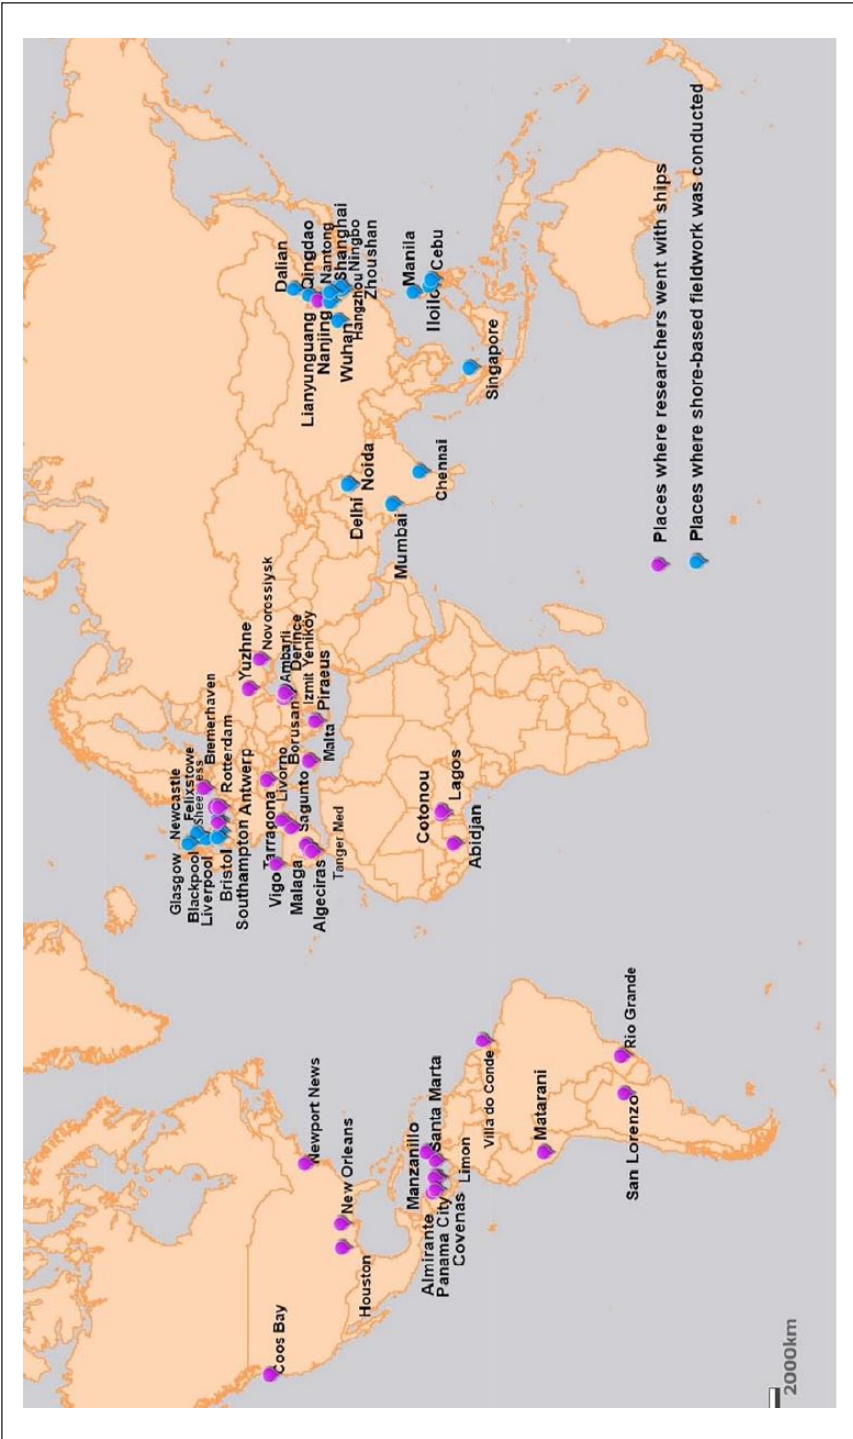 Coos Bay
Houston
New Orleans
Newport News
Almirante
Panama City
Covenas
Manzanillo
Santa Marta
Limon
Villa do Conde
Matarani
San Lorenzo
Rio Grande
Glasgow
Blackpool
Liverpool
Bristol
Southampton
Newcastle
Felixstowe
Sheerness
Bremerhaven
Rotterdam
Antwerp
Vigo
Malaga
Algeciras
Tanger Med
Tarragona
Sagunto
Livorno
Borusan
Malta
Piraeus
Izmit Yeniköy
Derince
Ambarli
Yuzhne
Novorossiysk
Cotonou
Lagos
Abidjan
Delhi
Noida
Mumbai
Chennai
Dalian
Qingdao
Nantong
Shanghai
Ningbo
Hangzhou
Zhoushan
Lianyunguang
Nanjing
Wuhan
Manila
Cebu
Iloilo
Singapore
Places where researchers went with ships
Places where shore-based fieldwork was conducted
2000km